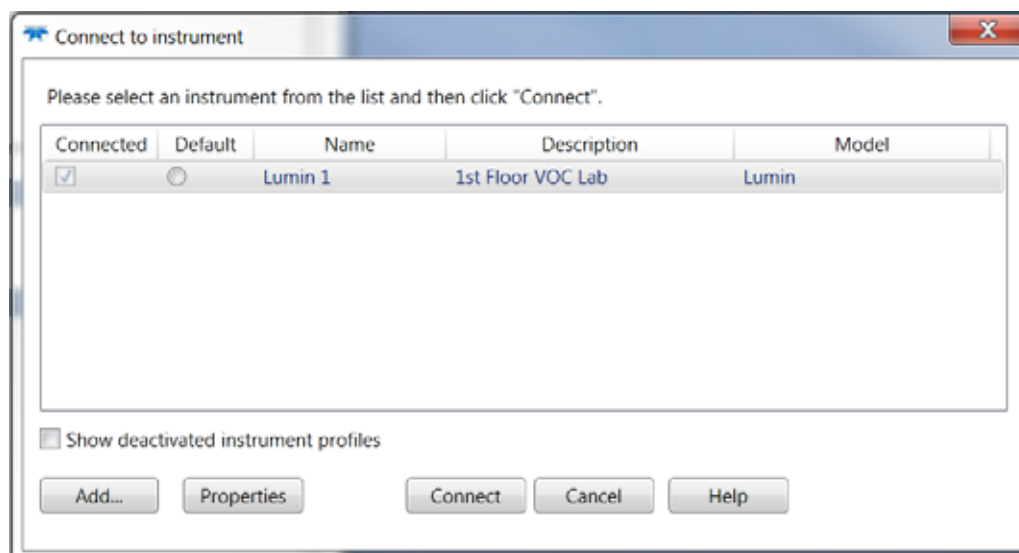 Connect to instrument
Please select an instrument from the list and then click "Connect".
Connected Default Name Description Model
Lumin 1 1st Floor VOC Lab Lumin
Show deactivated instrument profiles
Add... Properties Connect Cancel Help